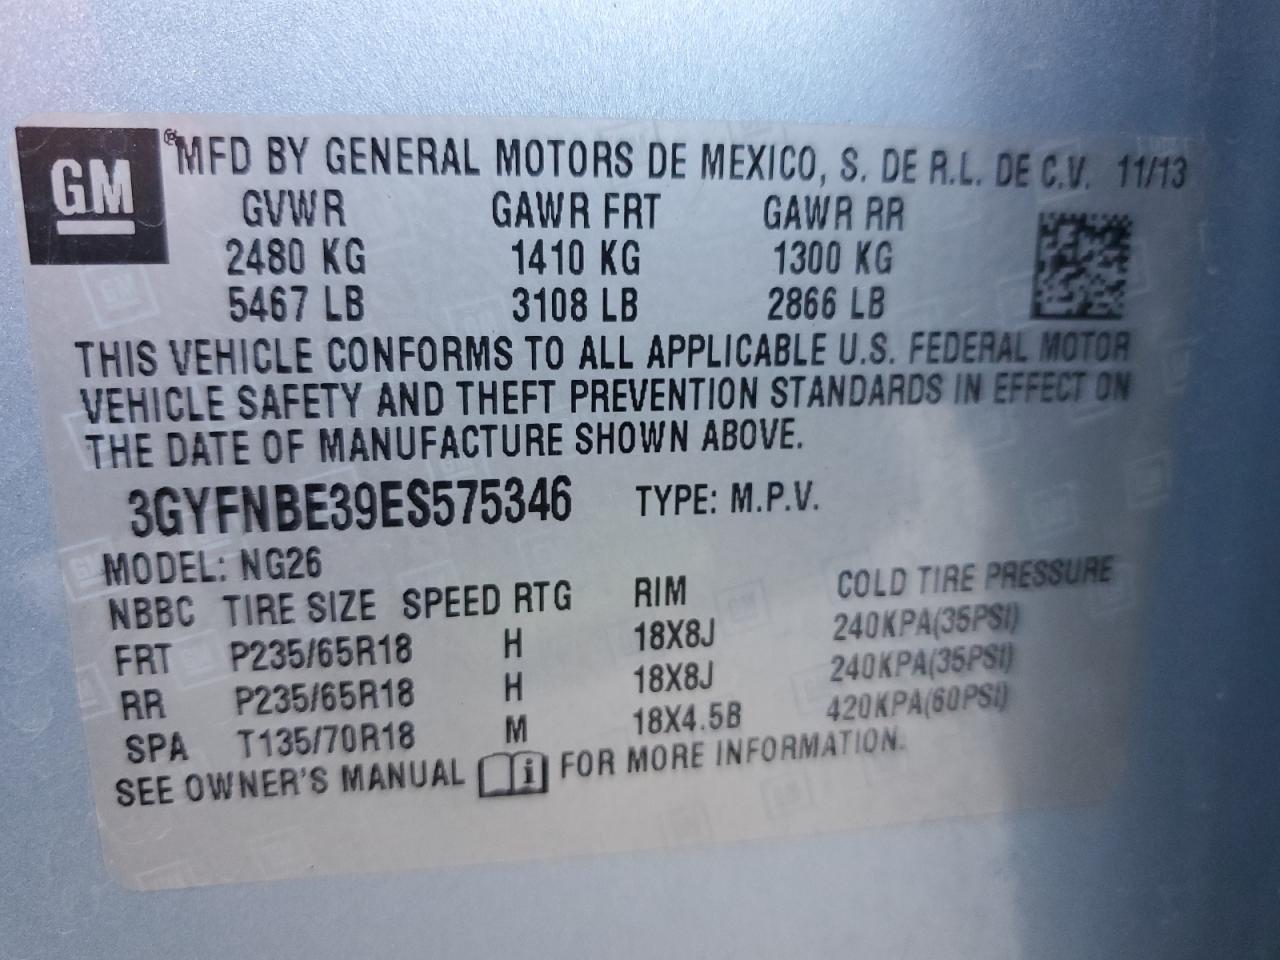 GM
MFD BY GENERAL MOTORS DE MEXICO, S. DE R.L. DE C.V. 11/13
GVWR GAWR FRT GAWR RR
2480 KG 1410 KG 1300 KG
5467 LB 3108 LB 2866 LB
THIS VEHICLE CONFORMS TO ALL APPLICABLE U.S. FEDERAL MOTOR
VEHICLE SAFETY AND THEFT PREVENTION STANDARDS IN EFFECT ON
THE DATE OF MANUFACTURE SHOWN ABOVE.
3GYFNBE39ES575346 TYPE: M.P.V.
MODEL: NG26
NBBC TIRE SIZE SPEED RTG RIM COLD TIRE PRESSURE
FRT P235/65R18 H 18X8J 240KPA(35PSI)
RR P235/65R18 H 18X8J 240KPA(35PSI)
SPA T135/70R18 M 18X4.5B 420KPA(60PSI)
SEE OWNER'S MANUAL i FOR MORE INFORMATION.